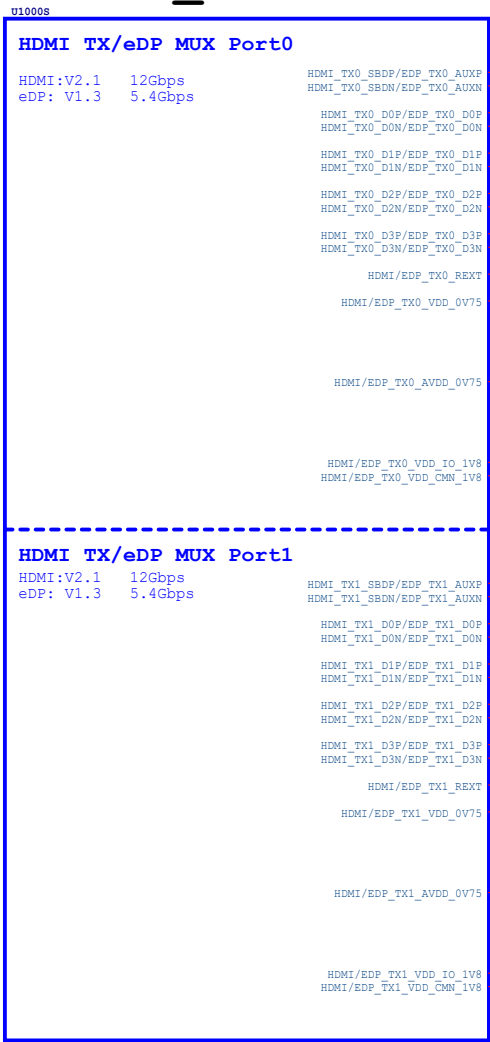 U1000S
HDMI TX/eDP MUX Port0
HDMI:V2.1 12Gbps
eDP: V1.3 5.4Gbps
HDMI_TX0_SBDP/EDP_TX0_AUXP
HDMI_TX0_SBDN/EDP_TX0_AUXN
HDMI_TX0_D0P/EDP_TX0_D0P
HDMI_TX0_D0N/EDP_TX0_D0N
HDMI_TX0_D1P/EDP_TX0_D1P
HDMI_TX0_D1N/EDP_TX0_D1N
HDMI_TX0_D2P/EDP_TX0_D2P
HDMI_TX0_D2N/EDP_TX0_D2N
HDMI_TX0_D3P/EDP_TX0_D3P
HDMI_TX0_D3N/EDP_TX0_D3N
HDMI/EDP_TX0_REXT
HDMI/EDP_TX0_VDD_0V75
HDMI/EDP_TX0_AVDD_0V75
HDMI/EDP_TX0_VDD_IO_1V8
HDMI/EDP_TX0_VDD_CMN_1V8
HDMI TX/eDP MUX Port1
HDMI:V2.1 12Gbps
eDP: V1.3 5.4Gbps
HDMI_TX1_SBDP/EDP_TX1_AUXP
HDMI_TX1_SBDN/EDP_TX1_AUXN
HDMI_TX1_D0P/EDP_TX1_D0P
HDMI_TX1_D0N/EDP_TX1_D0N
HDMI_TX1_D1P/EDP_TX1_D1P
HDMI_TX1_D1N/EDP_TX1_D1N
HDMI_TX1_D2P/EDP_TX1_D2P
HDMI_TX1_D2N/EDP_TX1_D2N
HDMI_TX1_D3P/EDP_TX1_D3P
HDMI_TX1_D3N/EDP_TX1_D3N
HDMI/EDP_TX1_REXT
HDMI/EDP_TX1_VDD_0V75
HDMI/EDP_TX1_AVDD_0V75
HDMI/EDP_TX1_VDD_IO_1V8
HDMI/EDP_TX1_VDD_CMN_1V8